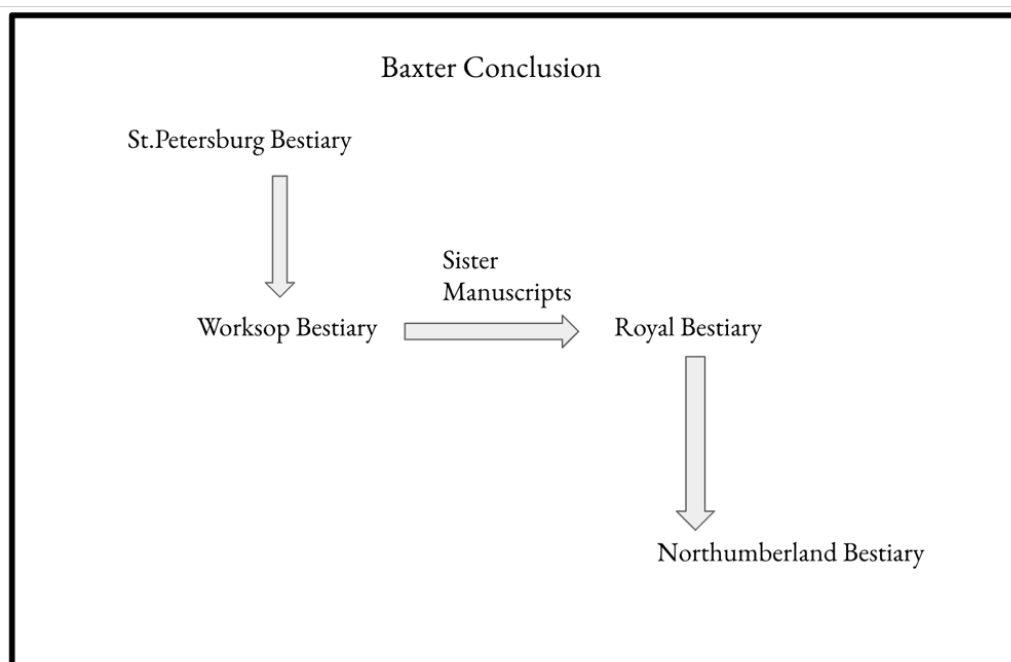 Baxter Conclusion
St.Petersburg Bestiary
Sister
Manuscripts
Worksop Bestiary
Royal Bestiary
Northumberland Bestiary